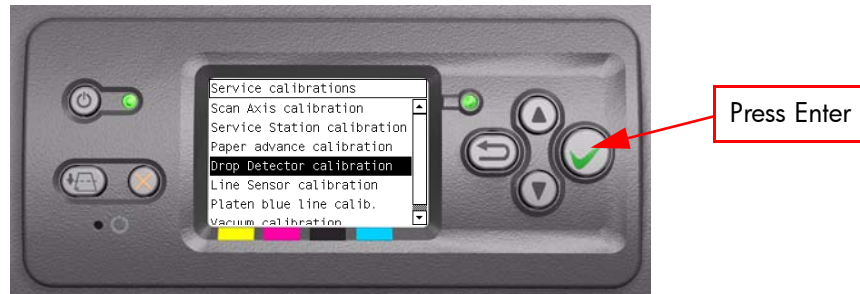 Service calibrations
Scan Axis calibration
Service Station calibration
Paper advance calibration
Drop Detector calibration
Line Sensor calibration
Platen blue line calib.
Vacuum calibration
Press Enter